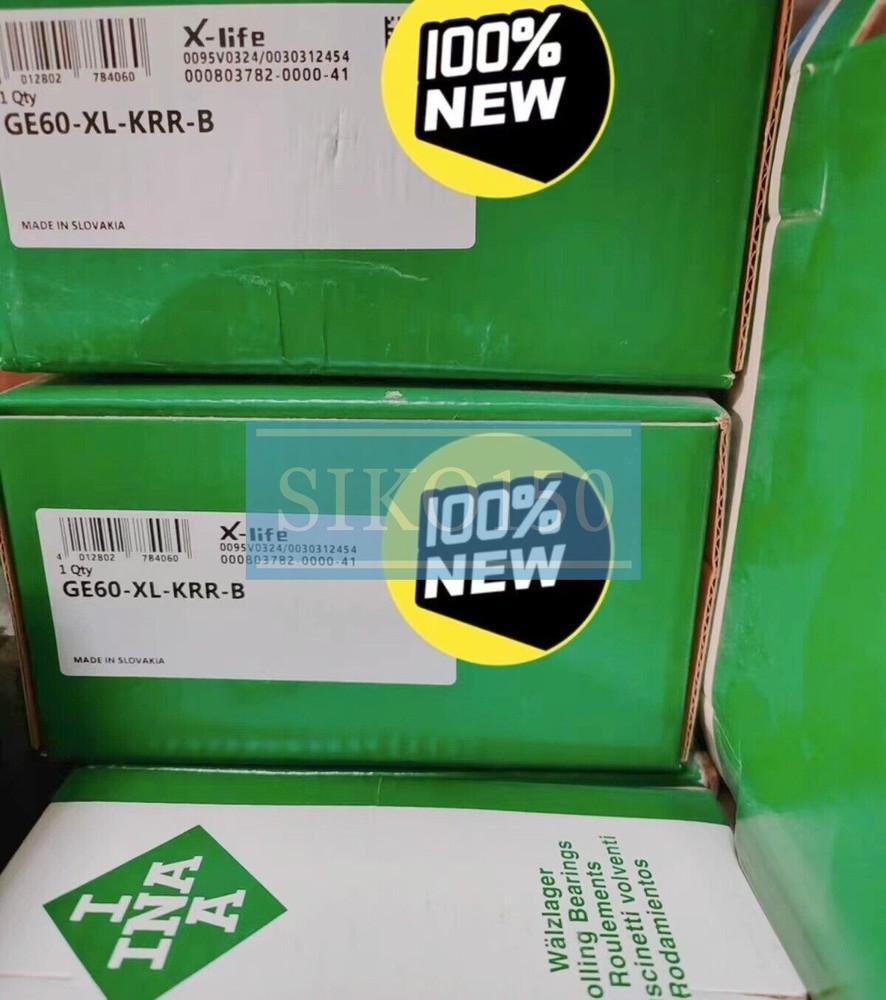 X-life
0095V0324/0030312454
000803782-0000-41
012802 784060
1 Qty
GE60-XL-KRR-B
MADE IN SLOVAKIA
100%
NEW
SIKO150
X-life
0095V0324/0030312454
000803782-0000-41
4 012802 784060
1 Qty
GE60-XL-KRR-B
MADE IN SLOVAKIA
100%
NEW
I
INA
A
Wälzlager
olling Bearings
Roulements
scinetti volventi
Rodamientos